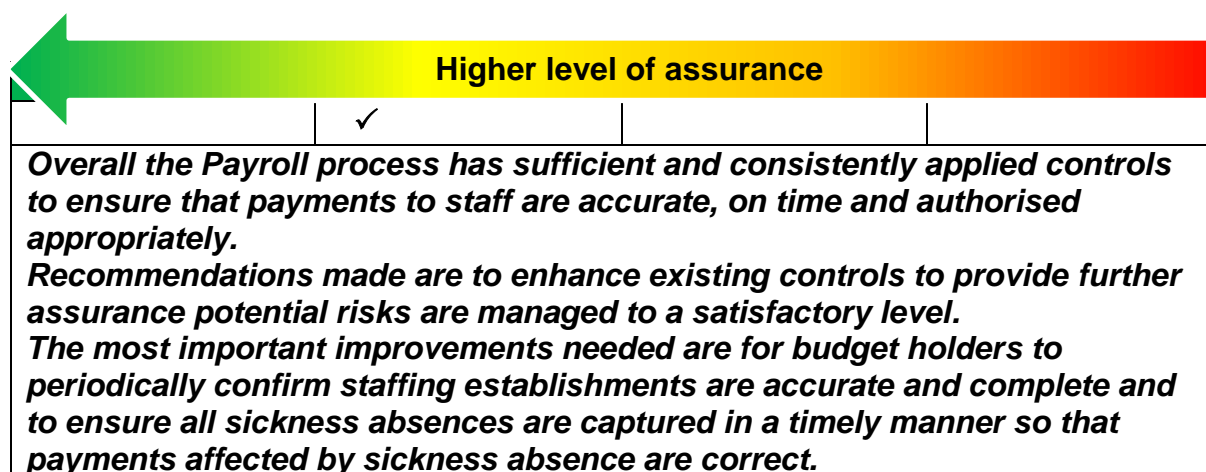 Higher level of assurance
✓
Overall the Payroll process has sufficient and consistently applied controls
to ensure that payments to staff are accurate, on time and authorised
appropriately.
Recommendations made are to enhance existing controls to provide further
assurance potential risks are managed to a satisfactory level.
The most important improvements needed are for budget holders to
periodically confirm staffing establishments are accurate and complete and
to ensure all sickness absences are captured in a timely manner so that
payments affected by sickness absence are correct.